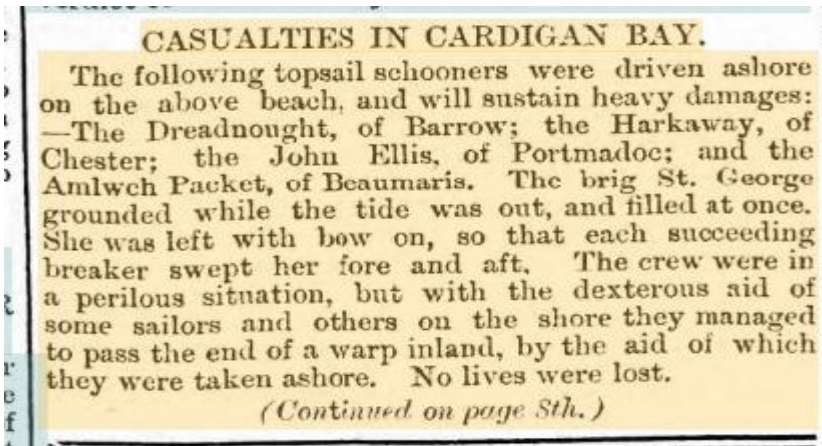 CASUALTIES IN CARDIGAN BAY.
The following topsail schooners were driven ashore
on the above beach, and will sustain heavy damages:
—The Dreadnought, of Barrow; the Harkaway, of
Chester; the John Ellis, of Portmadoc; and the
Amlwch Packet, of Beaumaris. The brig St. George
grounded while the tide was out, and filled at once.
She was left with bow on, so that each succeeding
breaker swept her fore and aft. The crew were in
a perilous situation, but with the dexterous aid of
some sailors and others on the shore they managed
to pass the end of a warp inland, by the aid of which
they were taken ashore. No lives were lost.
(Continued on page 8th.)